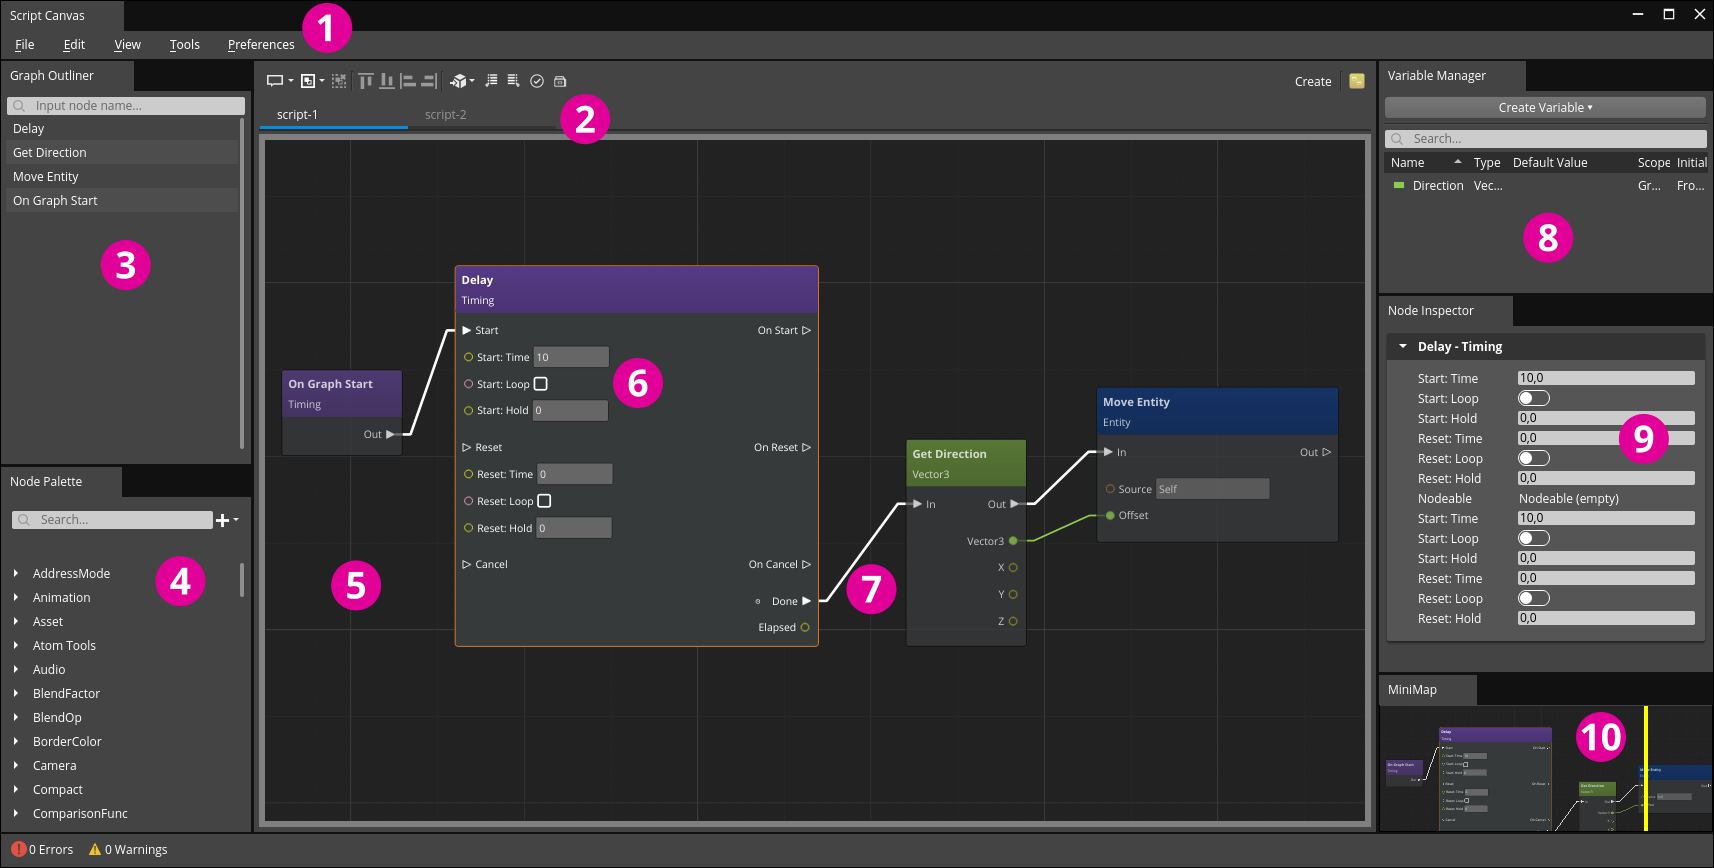 Script Canvas
File Edit View Tools Preferences
1
Graph Outliner
Input node name...
Delay
Get Direction
Move Entity
On Graph Start
3
Node Palette
Search...
AddressMode
Animation
Asset
Atom Tools
Audio
BlendFactor
BlendOp
BorderColor
Camera
Compact
ComparisonFunc
4
Create
script-1 script-2
2
On Graph Start
Timing
Out
Delay
Timing
Start On Start
Start: Time 10
Start: Loop
Start: Hold 0
Reset On Reset
Reset: Time 0
Reset: Loop
Reset: Hold 0
Cancel On Cancel
Done
Elapsed
5
6
7
Get Direction
Vector3
In Out
Vector3
X
Y
Z
Move Entity
Entity
In Out
Source Self
Offset
Variable Manager
Create Variable
Search...
Name Type Default Value Scope Initial
Direction Vec... Gr... Fro...
8
Node Inspector
Delay - Timing
Start: Time 10,0
Start: Loop
Start: Hold 0,0
Reset: Time 0,0
Reset: Loop
Reset: Hold 0,0
Nodeable Nodeable (empty)
Start: Time 10,0
Start: Loop
Start: Hold 0,0
Reset: Time 0,0
Reset: Loop
Reset: Hold 0,0
9
MiniMap
10
On Graph Start
Timing
Delay
Timing
Get Direction
0 Errors 0 Warnings